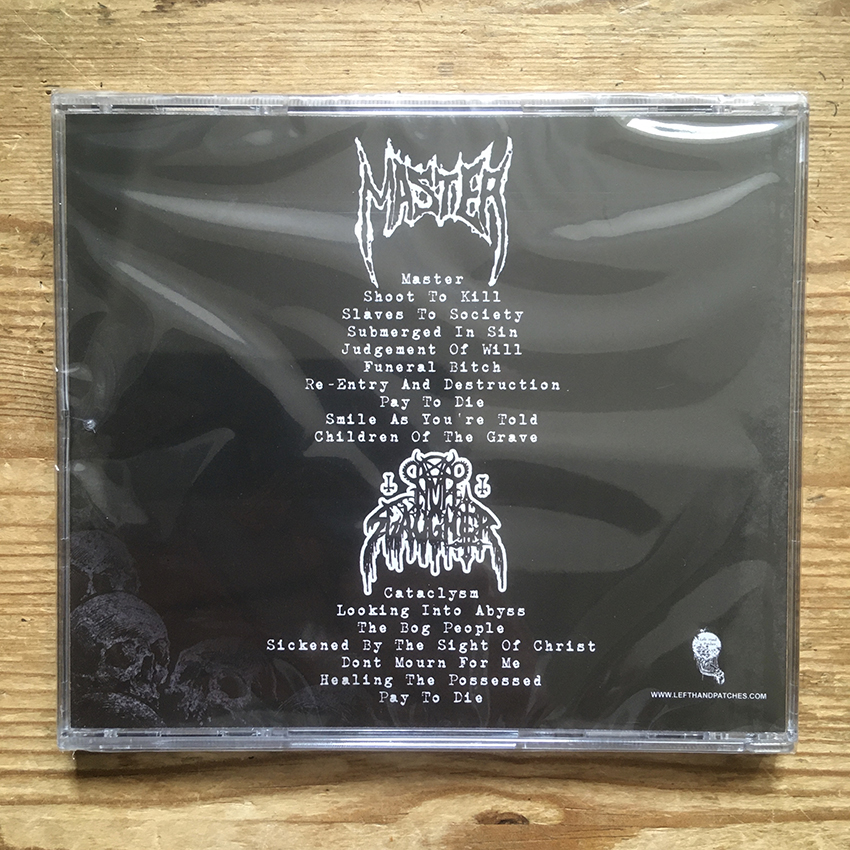 MASTER
Master
Shoot To Kill
Slaves To Society
Submerged In Sin
Judgement Of Will
Funeral Bitch
Re-Entry And Destruction
Pay To Die
Smile As You're Told
Children Of The Grave
SLAUGHTER
Cataclysm
Looking Into Abyss
The Bog People
Sickened By The Sight Of Christ
Dont Mourn For Me
Healing The Possessed
Pay To Die
WWW.LEFTHANDPATCHES.COM